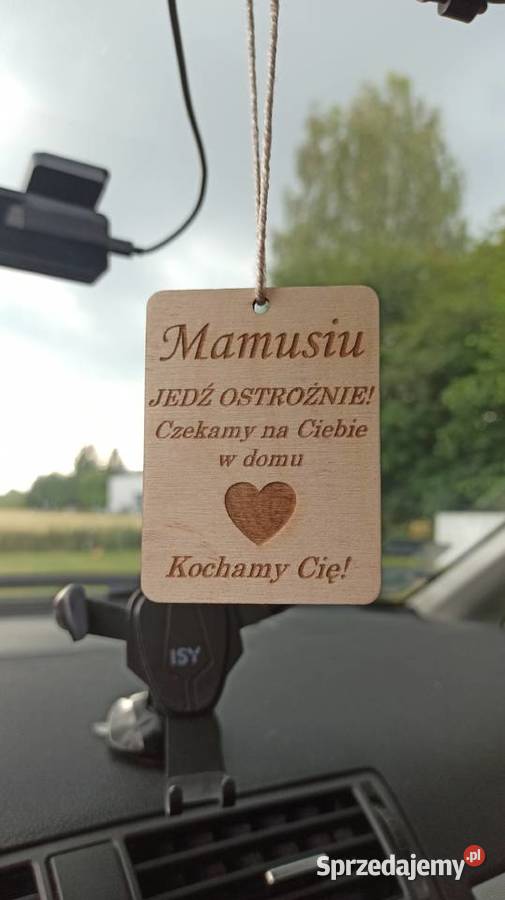 Mamusiu
JEDŹ OSTROŻNIE!
Czekamy na Ciebie
w domu
Kochamy Cię!
ISY
Sprzedajemy.pl